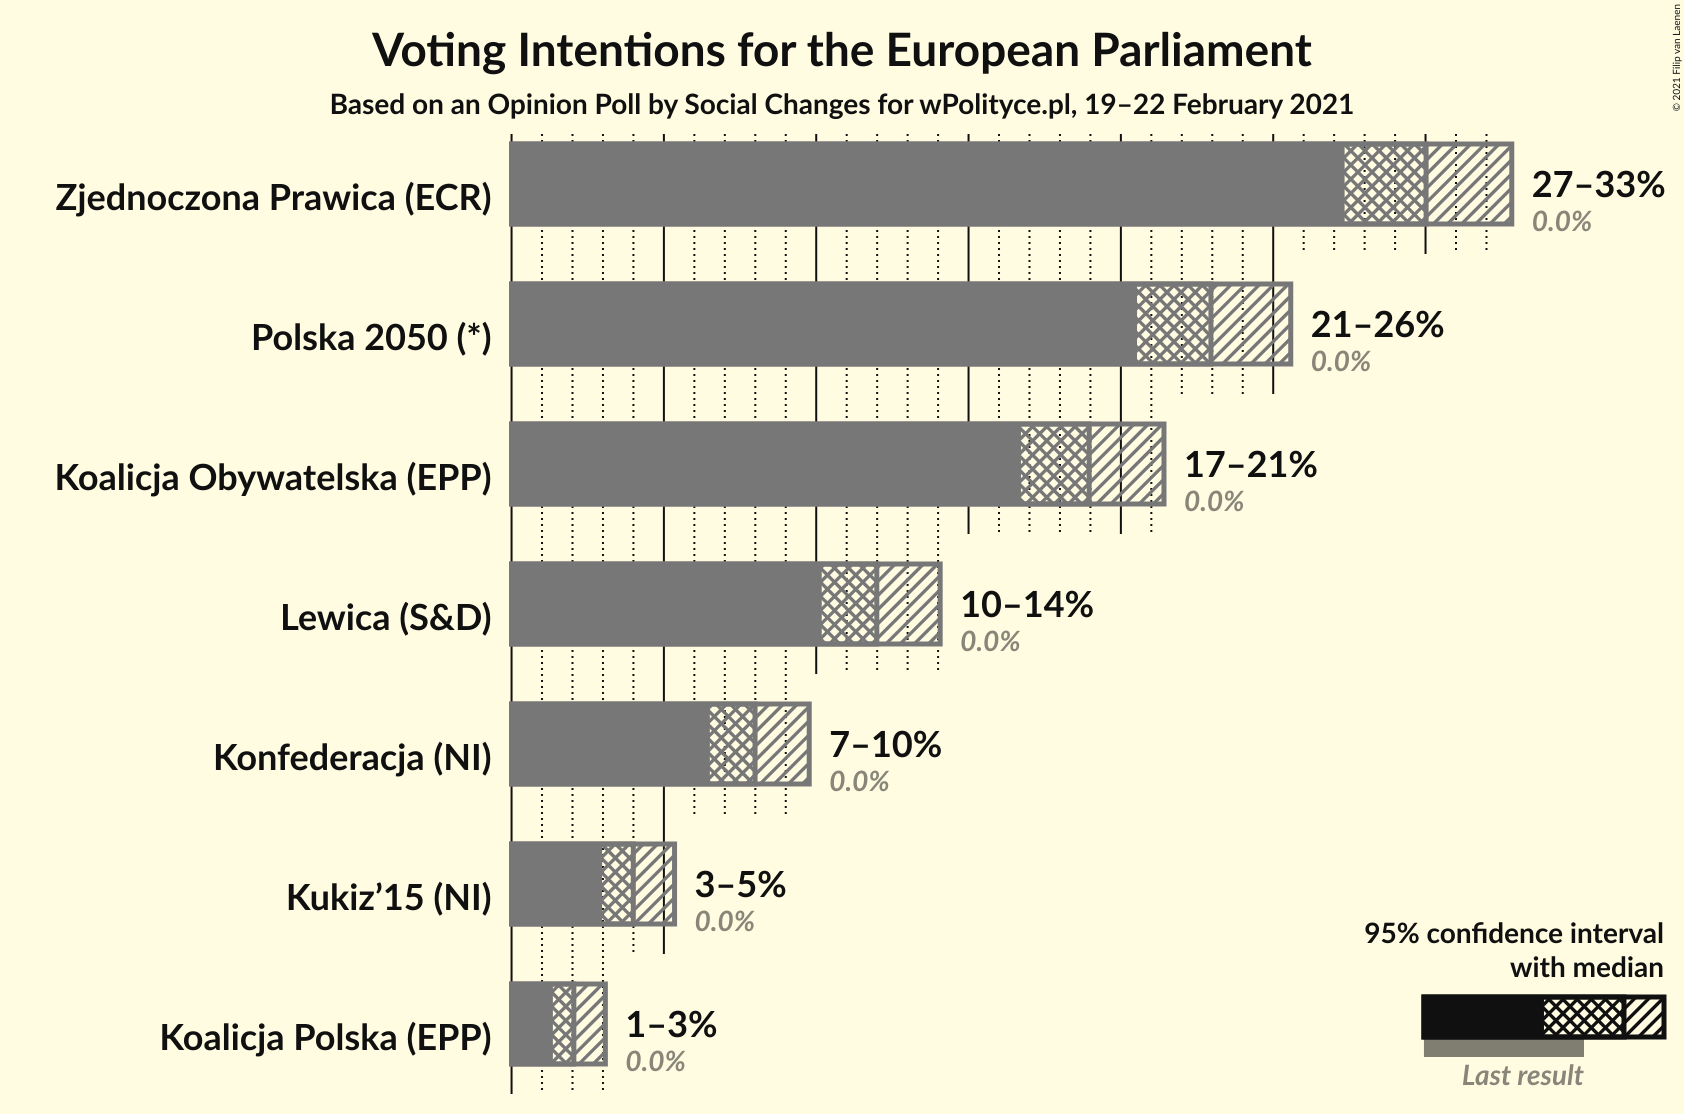 Voting Intentions for the European Parliament
Based on an Opinion Poll by Social Changes for wPolityce.pl, 19–22 February 2021
© 2021 Filip van Laenen
Zjednoczona Prawica (ECR)
27–33%
0.0%
Polska 2050 (*)
21–26%
0.0%
Koalicja Obywatelska (EPP)
17–21%
0.0%
Lewica (S&D)
10–14%
0.0%
Konfederacja (NI)
7–10%
0.0%
Kukiz’15 (NI)
3–5%
0.0%
Koalicja Polska (EPP)
1–3%
0.0%
95% confidence interval
with median
Last result